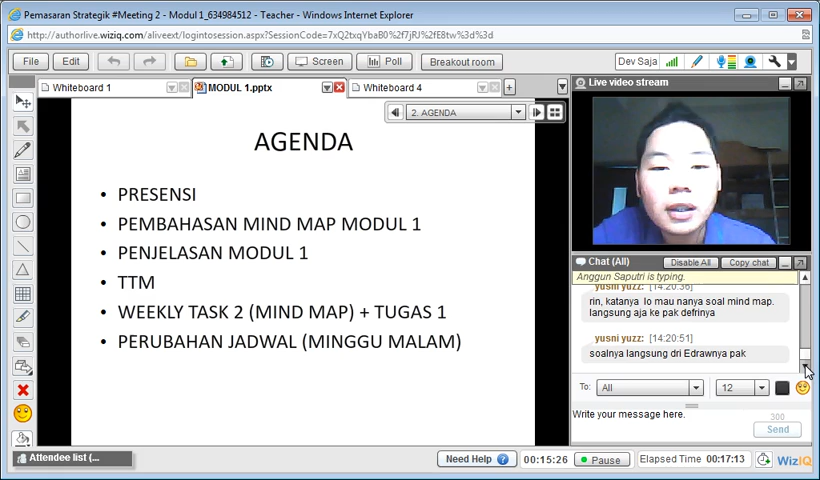 Pemasaran Strategik #Meeting 2 - Modul 1_634984512 - Teacher - Windows Internet Explorer
http://authorlive.wiziq.com/aliveext/logintosession.aspx?SessionCode=7xQ2txqYbaB0%2f7jRJ%2fE8tw%3d%3d
File
Edit
Screen
Poll
Breakout room
Dev Saja
Whiteboard 1
MODUL 1.pptx
Whiteboard 4
Live video stream
2. AGENDA
AGENDA
• PRESENSI
• PEMBAHASAN MIND MAP MODUL 1
• PENJELASAN MODUL 1
• TTM
• WEEKLY TASK 2 (MIND MAP) + TUGAS 1
• PERUBAHAN JADWAL (MINGGU MALAM)
Chat (All)
Disable All
Copy chat
Anggun Saputri is typing.
yusni yuzz: [14:20:36]
rin, katanya lo mau nanya soal mind map.
langsung aja ke pak defrinya
yusni yuzz: [14:20:51]
soalnya langsung dri Edrawnya pak
To:
All
12
Write your message here.
300
Send
Attendee list (...
Need Help
00:15:26
Pause
Elapsed Time
00:17:13
WizIQ